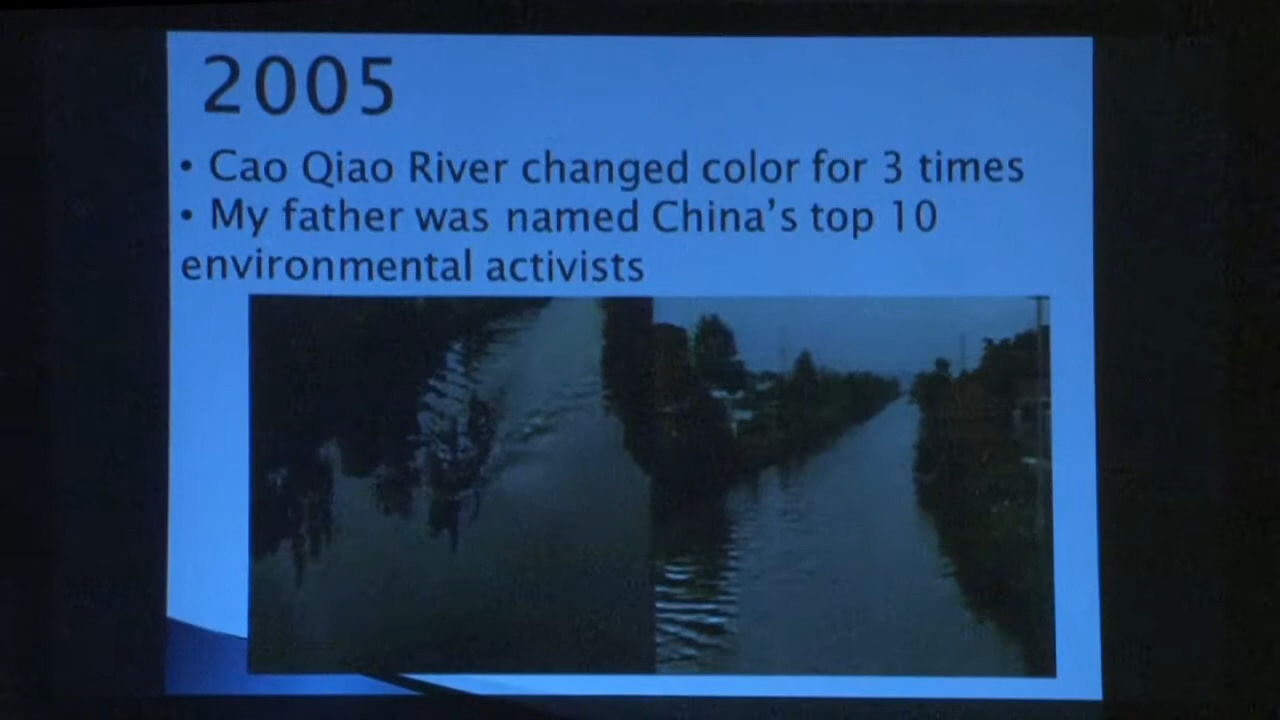 2005
• Cao Qiao River changed color for 3 times
• My father was named China's top 10
environmental activists